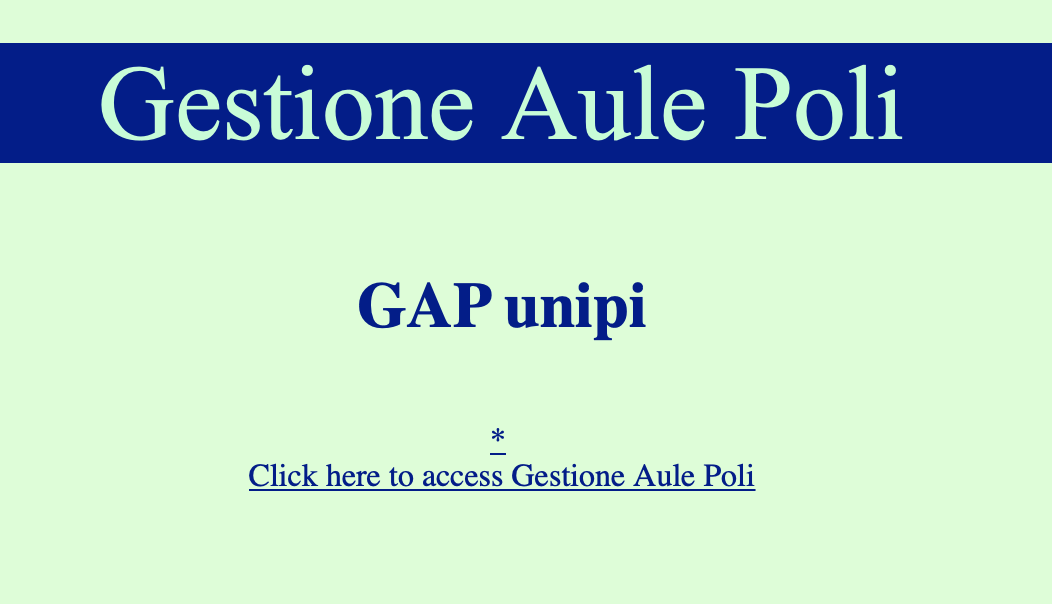 Gestione Aule Poli
GAP unipi
*
Click here to access Gestione Aule Poli